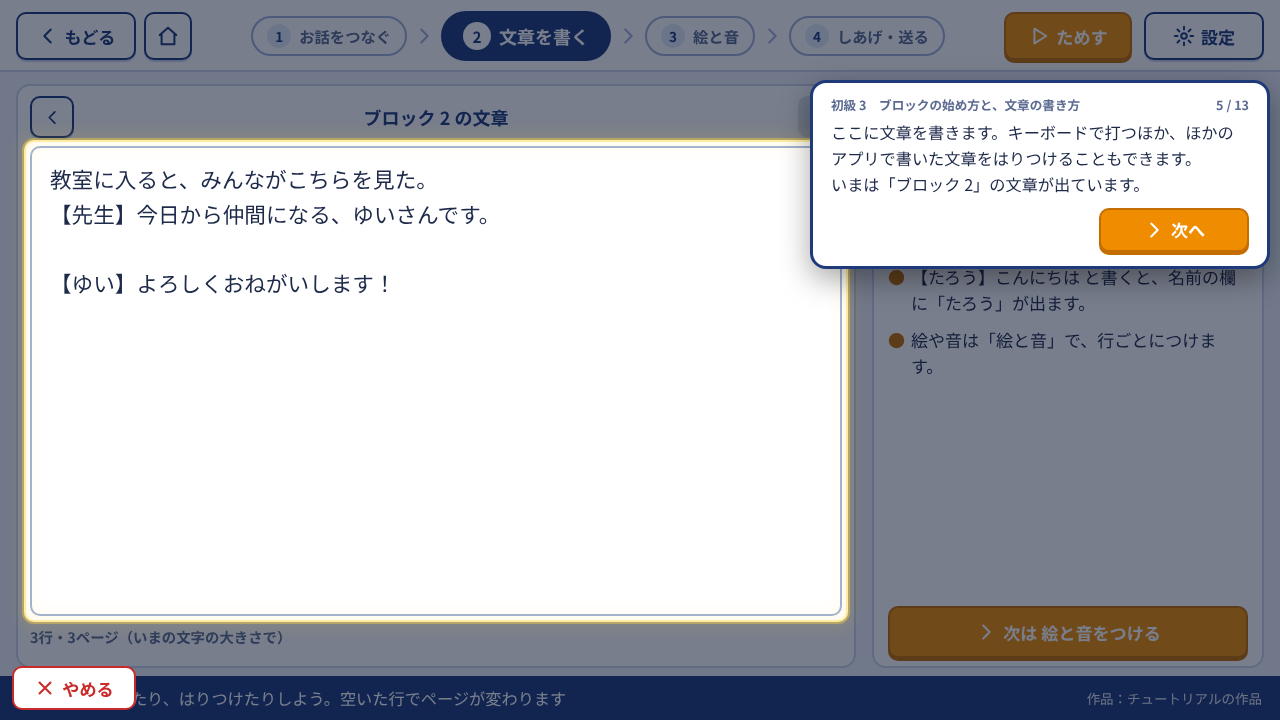 もどる
1 お話をつなぐ
2 文章を書く
3 絵と音
4 しあげ・送る
ためす
設定
ブロック 2 の文章
初級 3 ブロックの始め方と、文章の書き方
5 / 13
ここに文章を書きます。キーボードで打つほか、ほかの
アプリで書いた文章をはりつけることもできます。
いまは「ブロック 2」の文章が出ています。
次へ
教室に入ると、みんながこちらを見た。
【先生】今日から仲間になる、ゆいさんです。
【ゆい】よろしくおねがいします！
【たろう】こんにちは と書くと、名前の欄
に「たろう」が出ます。
絵や音は「絵と音」で、行ごとにつけま
す。
次は 絵と音をつける
3行・3ページ（いまの文字の大きさで）
やめる
たり、はりつけたりしよう。空いた行でページが変わります
作品：チュートリアルの作品